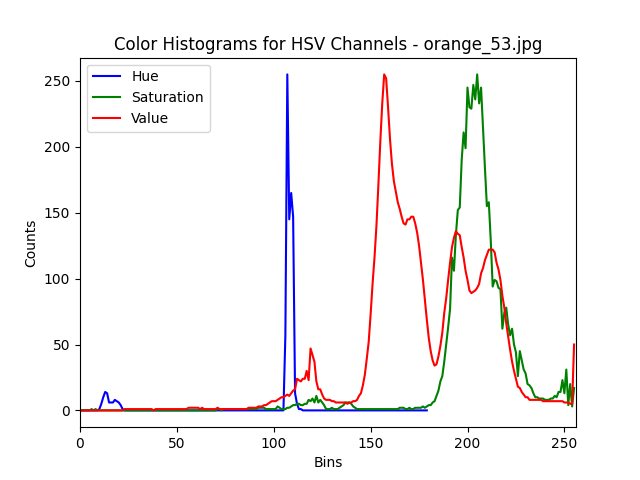 Color Histograms for HSV Channels - orange_53.jpg
Hue
Saturation
Value
Counts
250
200
150
100
50
0
0 50 100 150 200 250
Bins